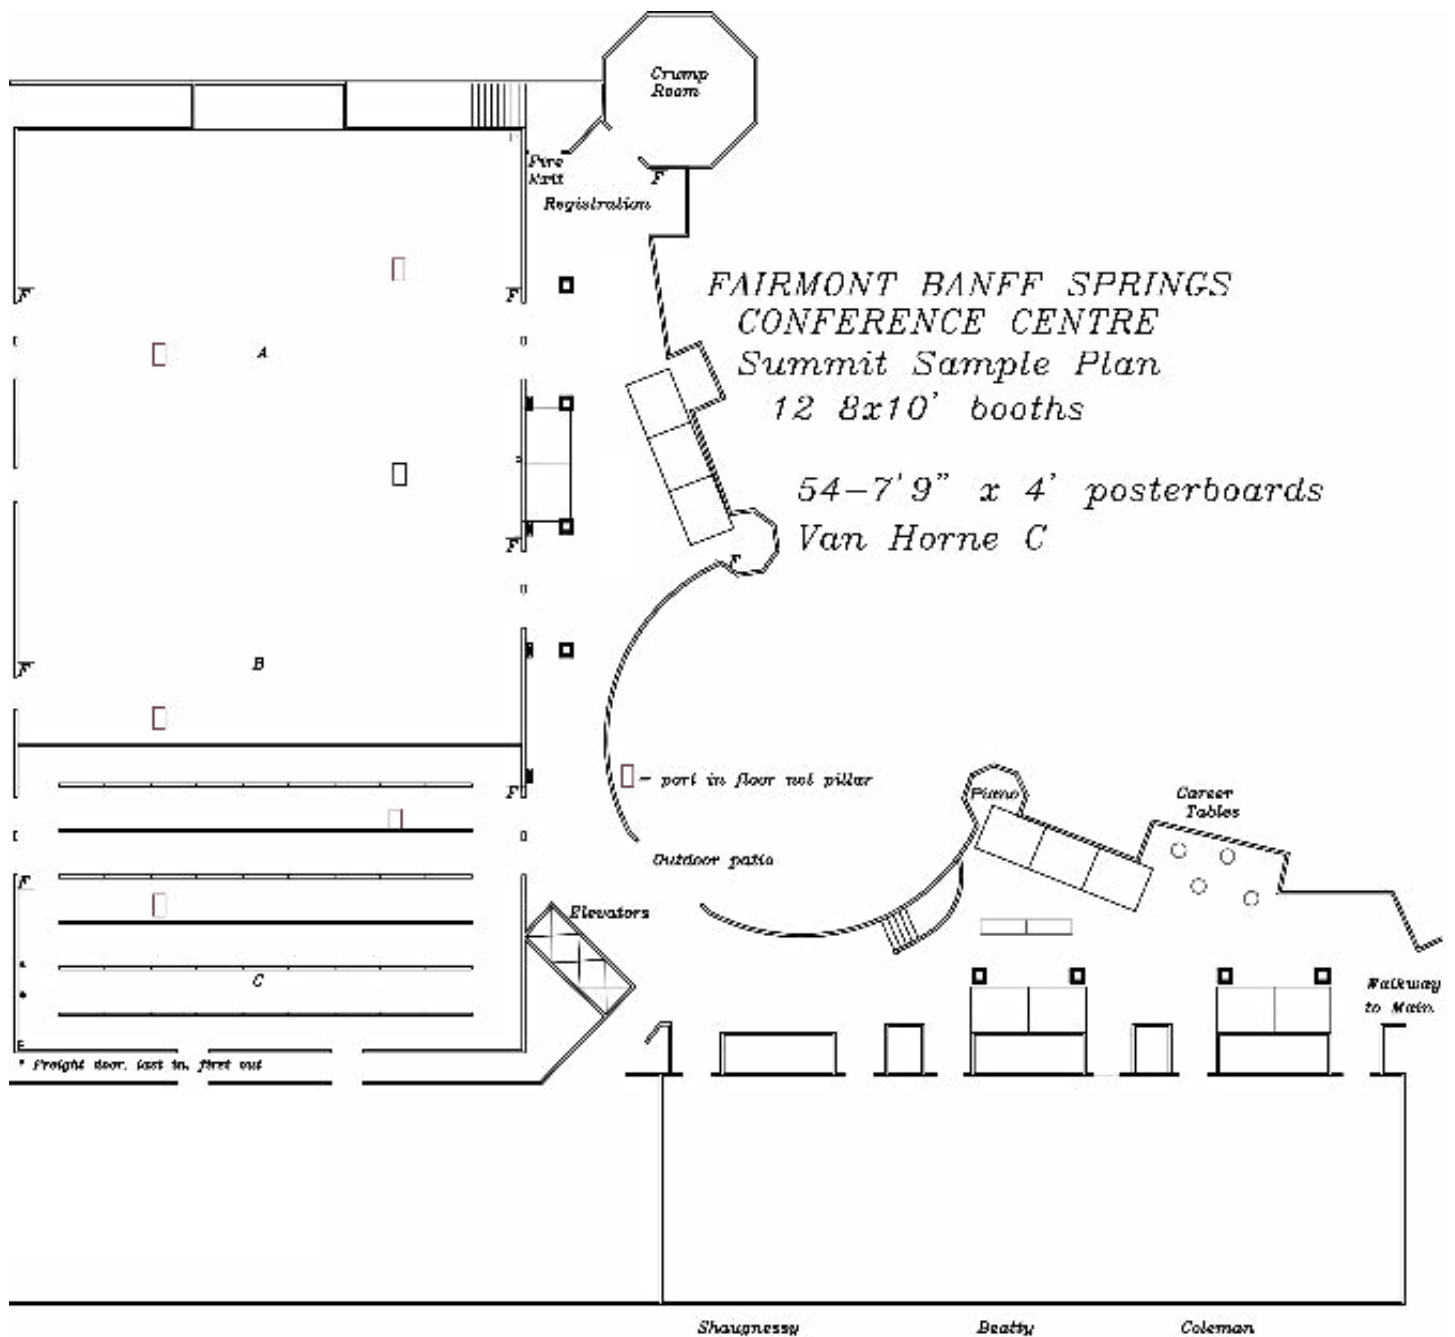 Crump
Room
Fire
Exit
F
Registration
FAIRMONT BANFF SPRINGS
CONFERENCE CENTRE
Summit Sample Plan
12 8x10' booths
54-7'9" x 4' posterboards
Van Horne C
F
F
A
F
F
B
F
F
- port in floor not pillar
Piano
Career
Tables
Outdoor patio
F
Elevators
C
Walkway
to Main.
* Freight door, last in, first out
Shaugnessy
Beatty
Coleman